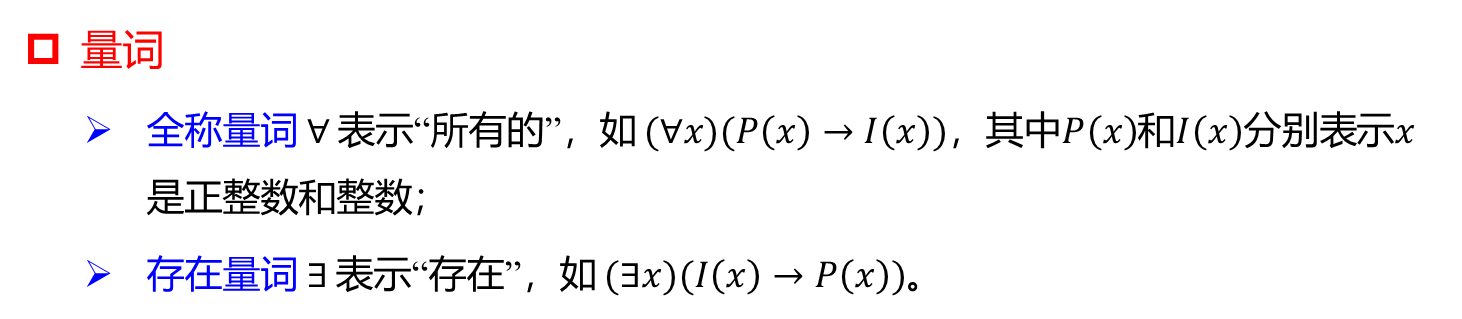 量词
全称量词 ∀ 表示“所有的”，如 (∀x)(P(x) → I(x))，其中P(x)和I(x)分别表示x
是正整数和整数；
存在量词 ∃ 表示“存在”，如 (∃x)(I(x) → P(x))。